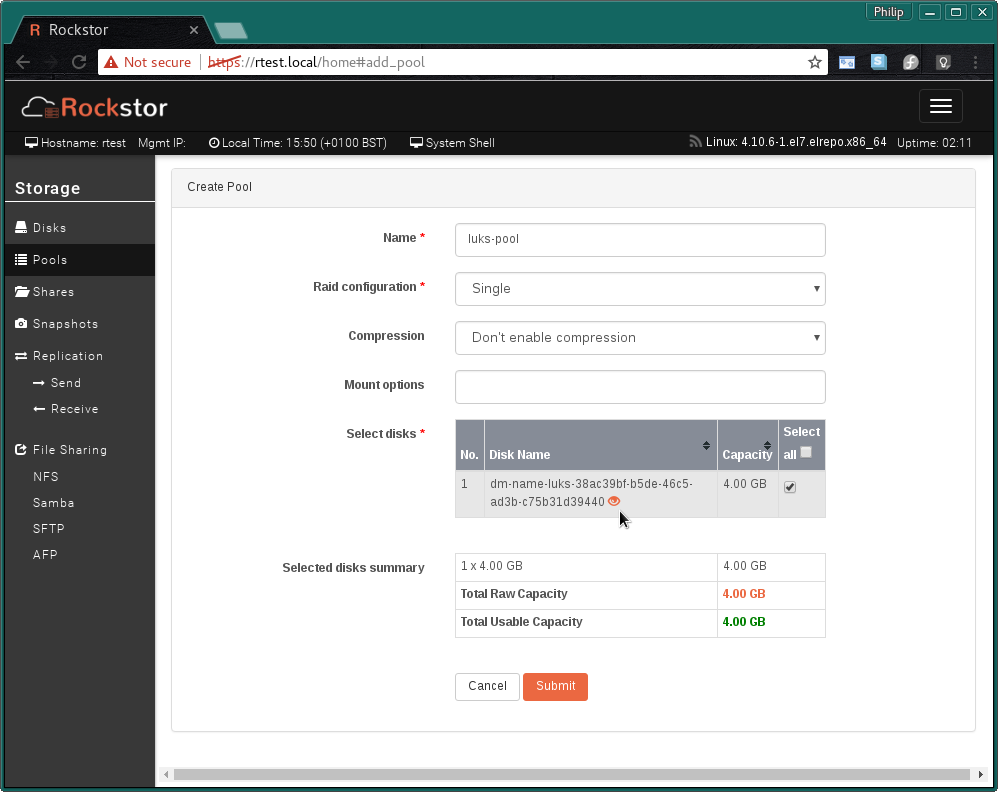 Philip
R Rockstor
Not secure https://rtest.local/home#add_pool
Rockstor
Hostname: rtest Mgmt IP: Local Time: 15:50 (+0100 BST) System Shell Linux: 4.10.6-1.el7.elrepo.x86_64 Uptime: 02:11
Storage
Disks
Pools
Shares
Snapshots
Replication
Send
Receive
File Sharing
NFS
Samba
SFTP
AFP
Create Pool
Name *
luks-pool
Raid configuration *
Single
Compression
Don't enable compression
Mount options
Select disks *
No. Disk Name Capacity Select
all
1 dm-name-luks-38ac39bf-b5de-46c5- 4.00 GB
ad3b-c75b31d39440
Selected disks summary
1 x 4.00 GB 4.00 GB
Total Raw Capacity 4.00 GB
Total Usable Capacity 4.00 GB
Cancel Submit